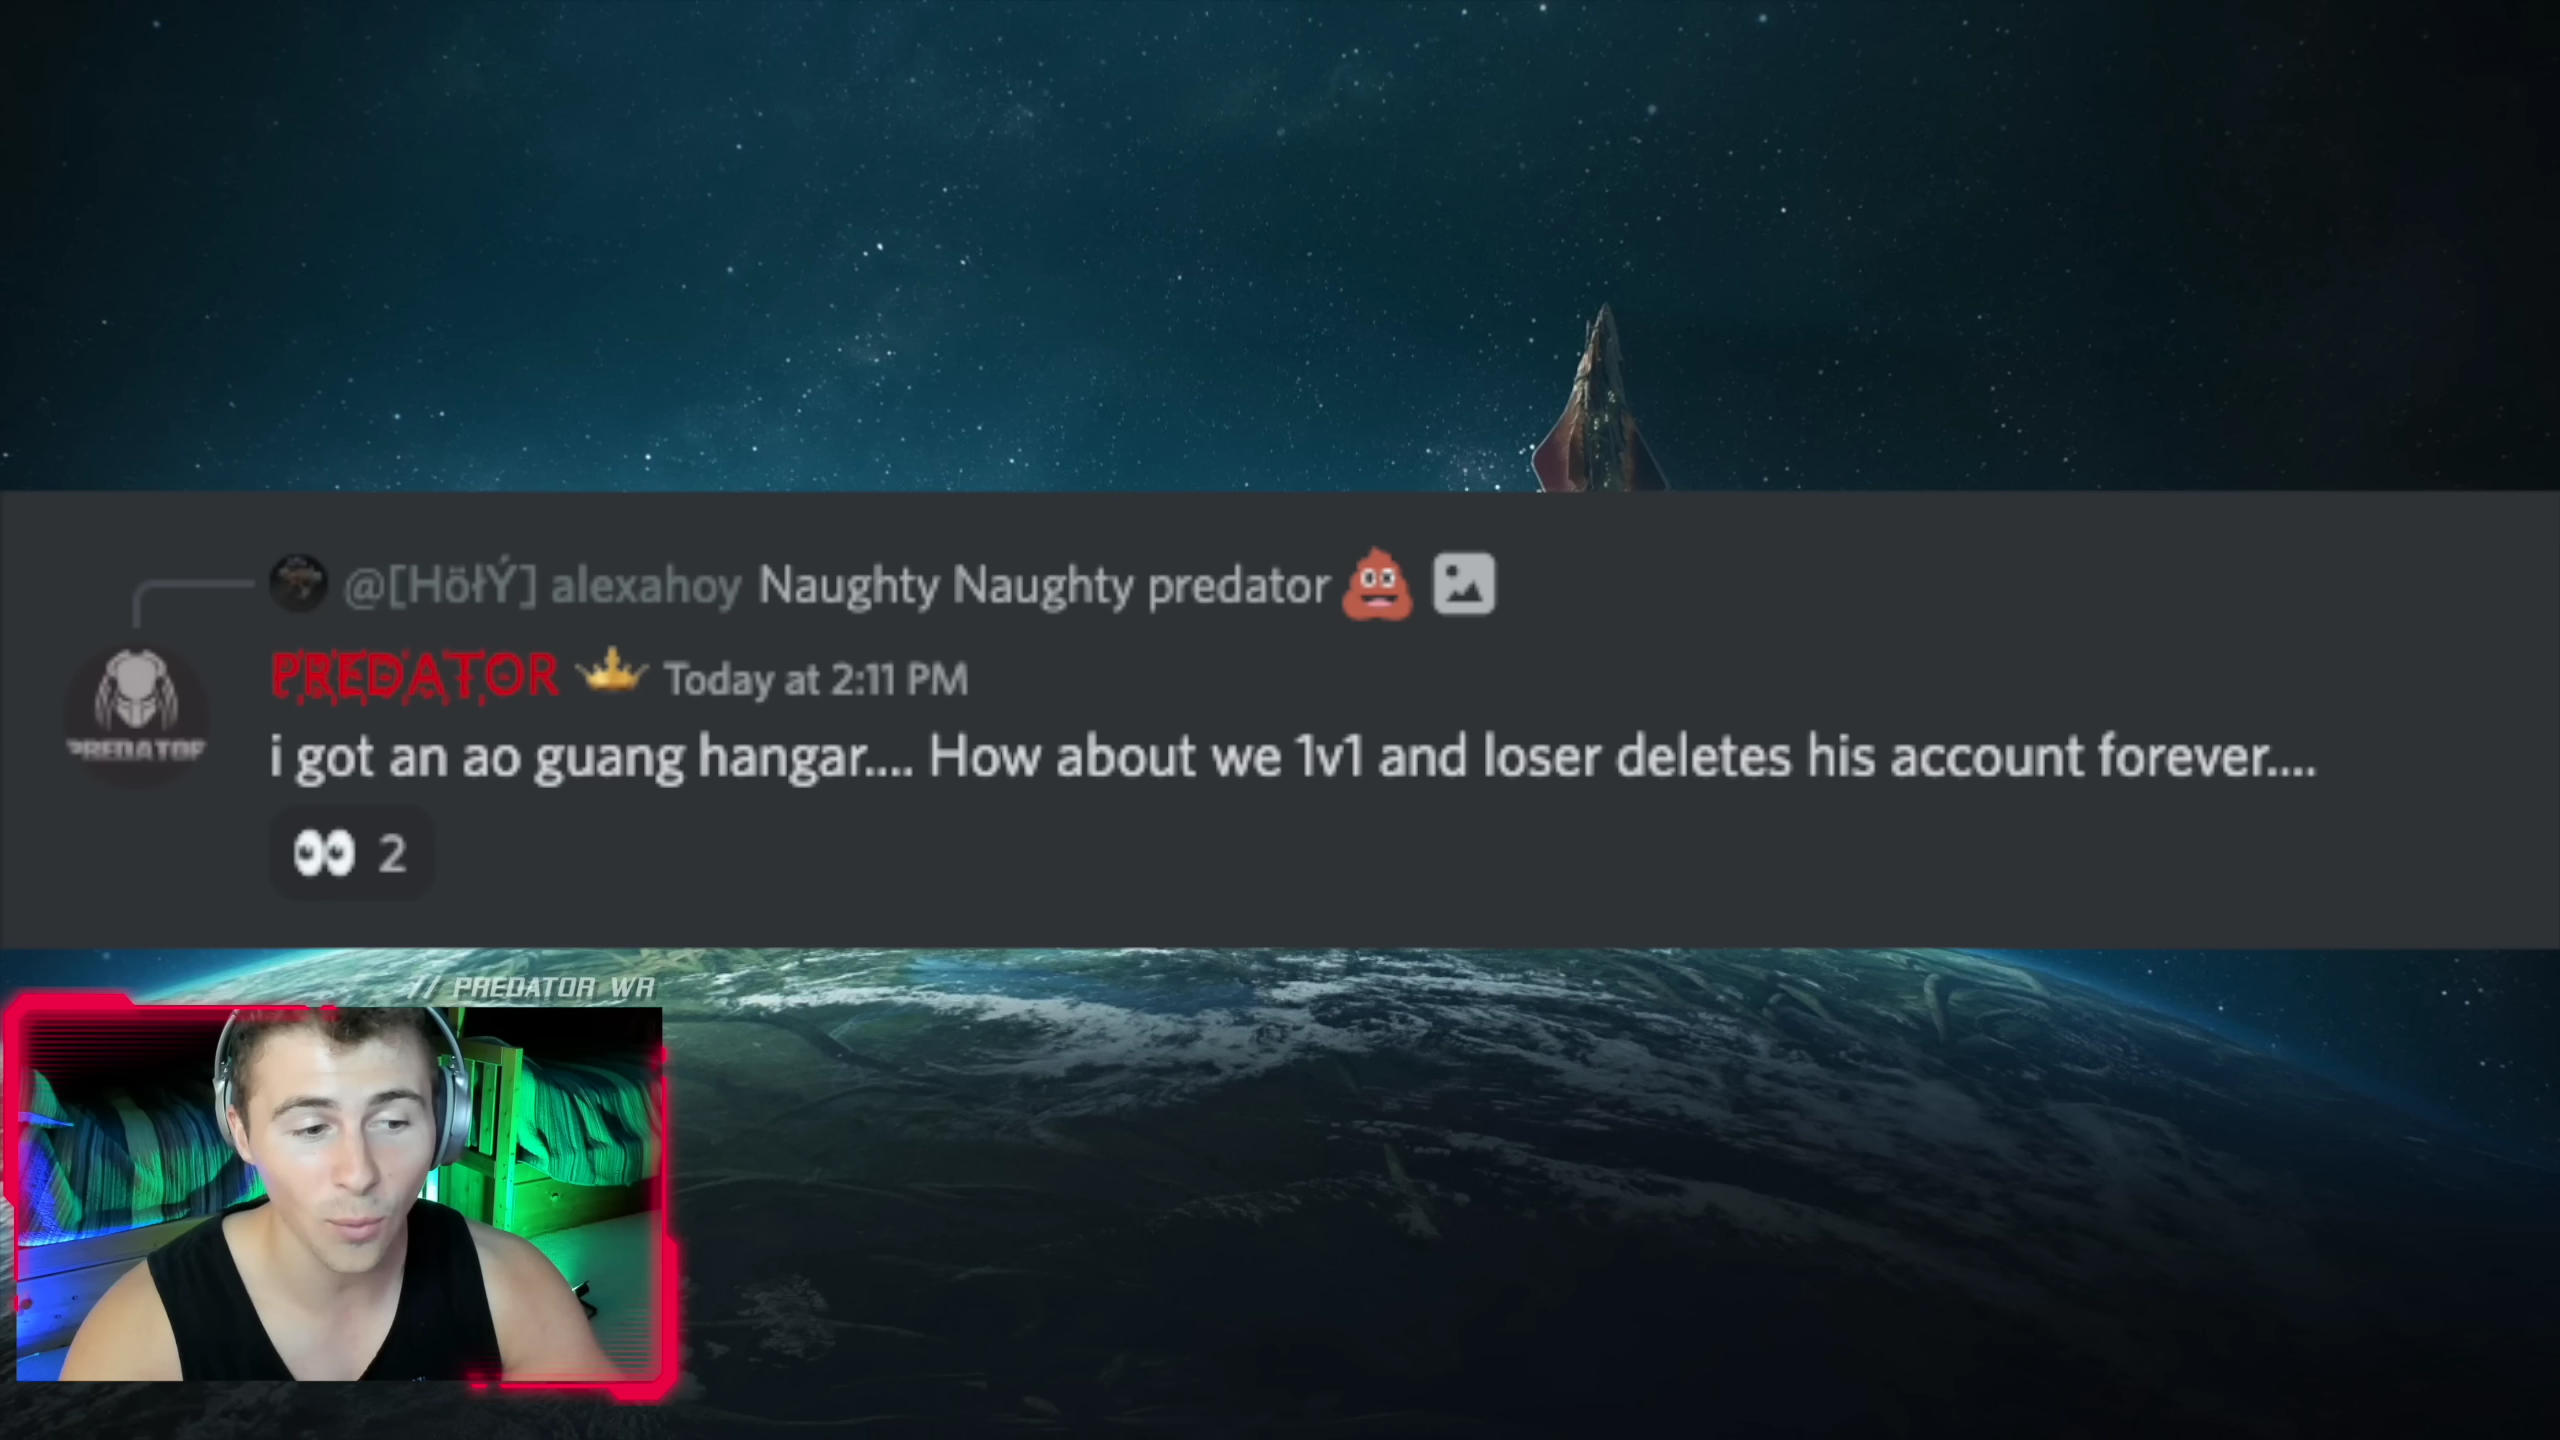 @[HöłÝ] alexahoy Naughty Naughty predator 💩
PREDATOR Today at 2:11 PM
PREDATOR
i got an ao guang hangar.... How about we 1v1 and loser deletes his account forever....
👀 2
// PREDATOR WR